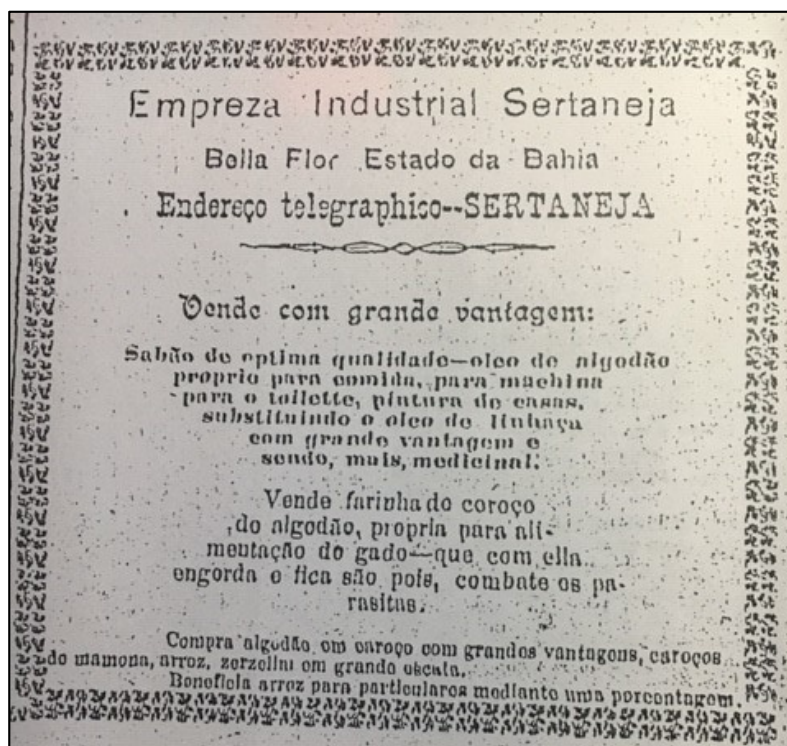 Empreza Industrial Sertaneja
Bella Flor Estado da Bahia
Endereço telegraphico--SERTANEJA
Vende com grande vantagem:
Sabão de optima qualidade—oleo de algodão
proprio para comida, para machina
para o toilette, pintura de casas,
substituindo o oleo de linhaça
com grande vantagem e
sendo, mais, medicinal.
Vende farinha do coroço
do algodão, propria para ali-
mentação do gado—que com ella
engorda e fica são pois, combate os pa-
rasitas.
Compra algodão em caroço com grandes vantagens, caroços
de mamona, arroz, zerzelim em grande escala.
Beneficia arroz para particulares mediante uma porcentagem.